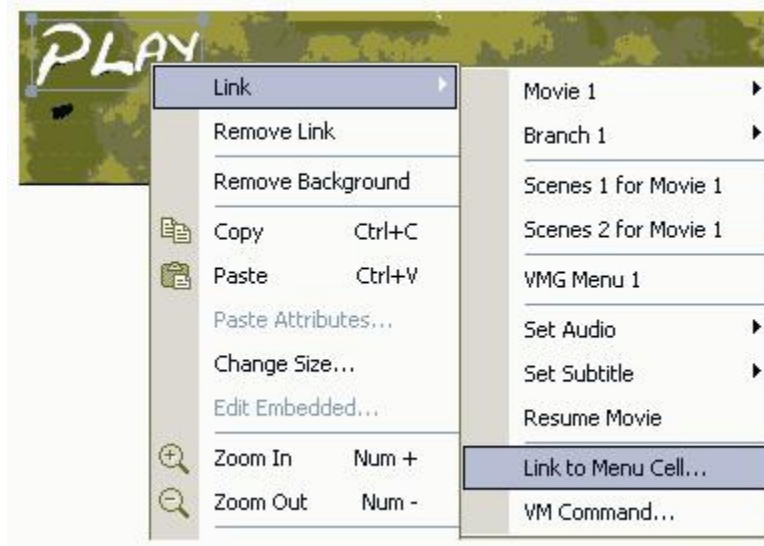 PLAY
Link
Remove Link
Remove Background
Copy Ctrl+C
Paste Ctrl+V
Paste Attributes...
Change Size...
Edit Embedded...
Zoom In Num +
Zoom Out Num -
Movie 1
Branch 1
Scenes 1 for Movie 1
Scenes 2 for Movie 1
VMG Menu 1
Set Audio
Set Subtitle
Resume Movie
Link to Menu Cell...
VM Command...